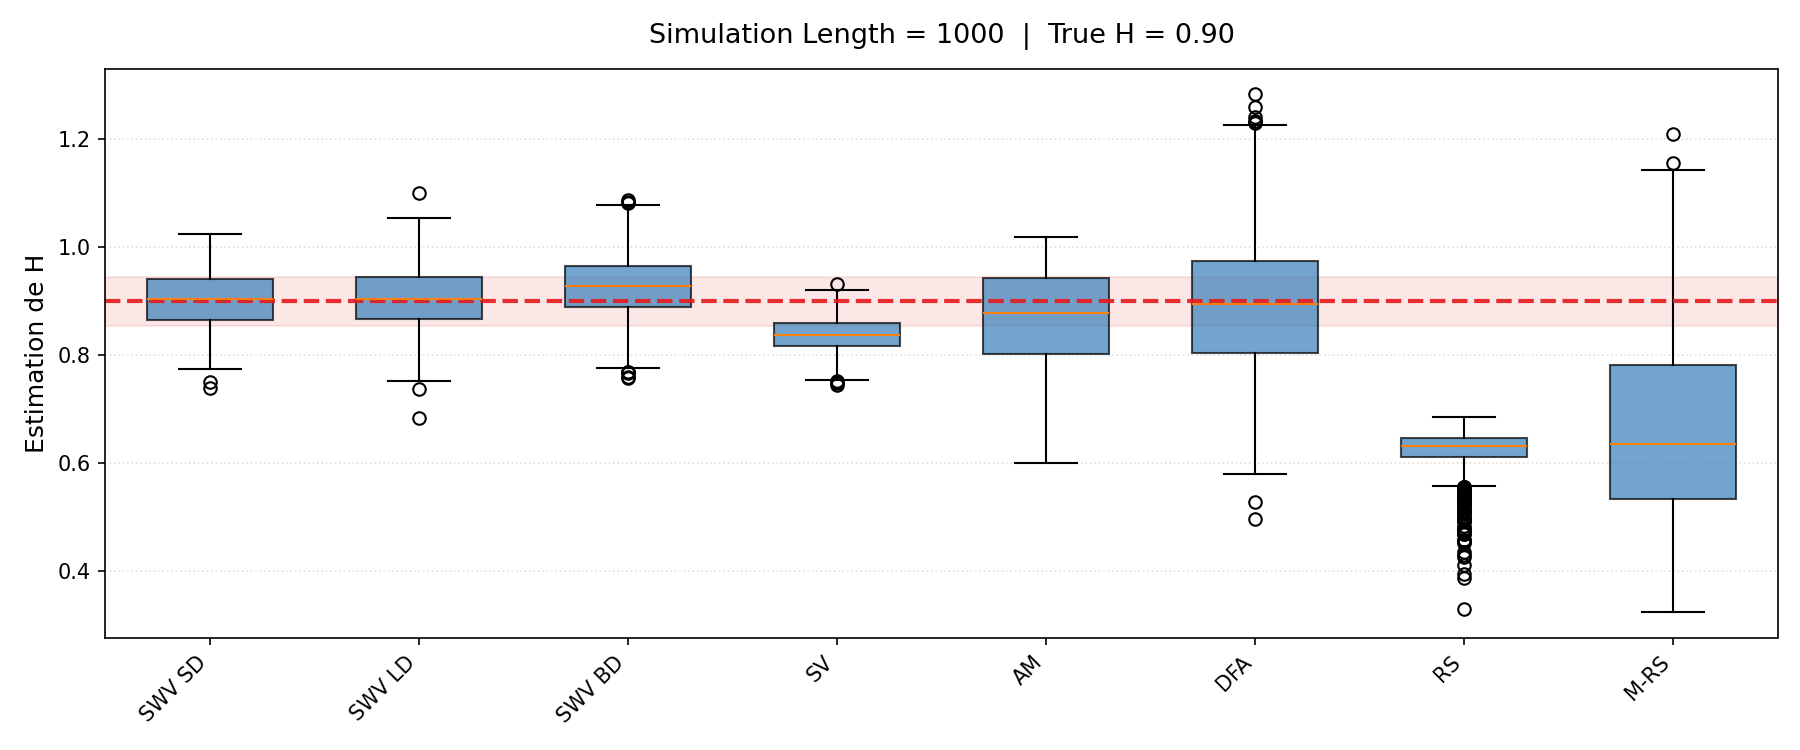 Simulation Length = 1000 | True H = 0.90
Estimation de H
1.2
1.0
0.8
0.6
0.4
SWV SD
SWV LD
SWV BD
SV
AM
DFA
RS
M-RS